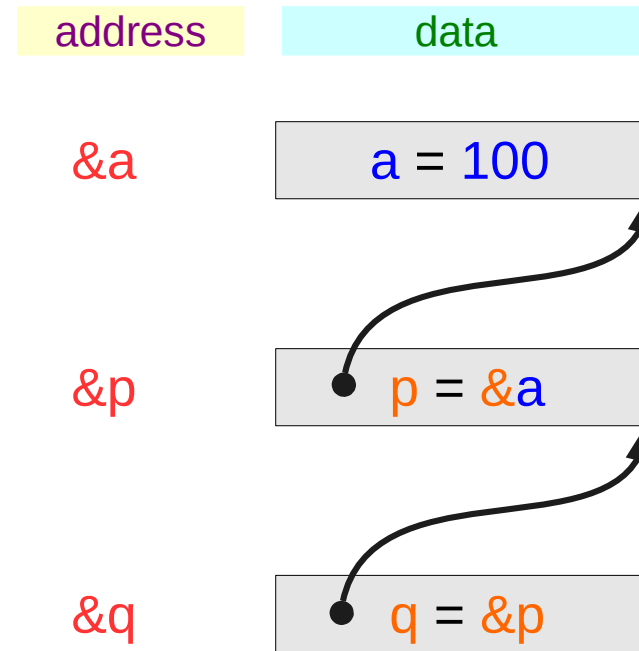 address data
&a a = 100
&p p = &a
&q q = &p